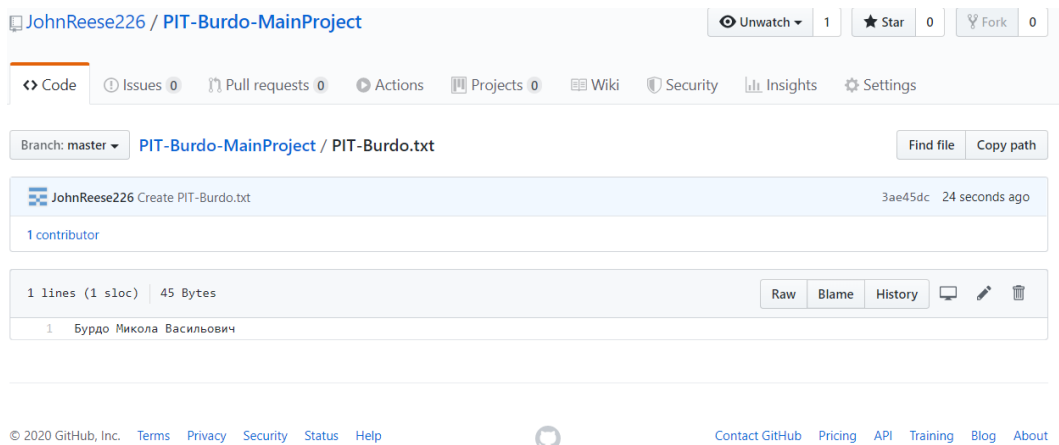 JohnReese226 / PIT-Burdo-MainProject
Unwatch 1 Star 0 Fork 0
Code Issues 0 Pull requests 0 Actions Projects 0 Wiki Security Insights Settings
Branch: master PIT-Burdo-MainProject / PIT-Burdo.txt Find file Copy path
JohnReese226 Create PIT-Burdo.txt 3ae45dc 24 seconds ago
1 contributor
1 lines (1 sloc) 45 Bytes Raw Blame History
1 Бурдо Микола Васильович
© 2020 GitHub, Inc. Terms Privacy Security Status Help Contact GitHub Pricing API Training Blog About